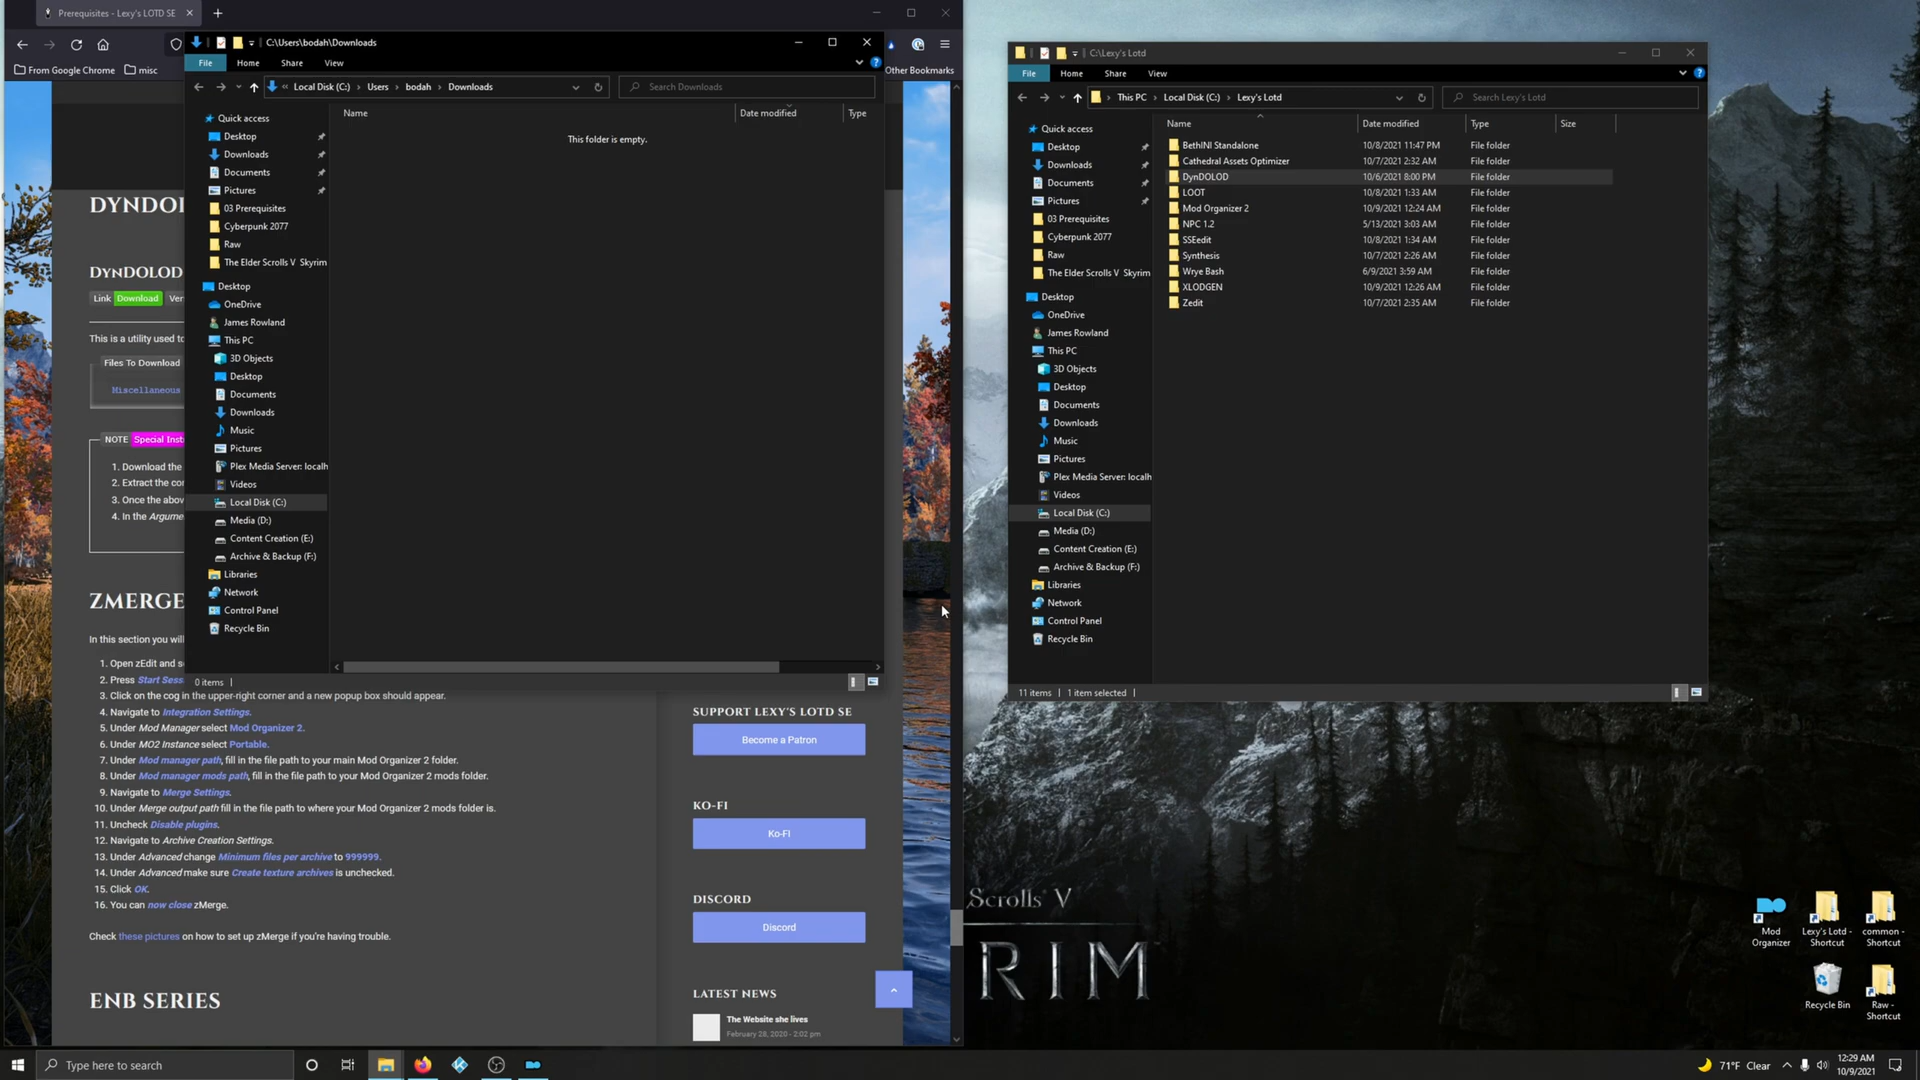 Prerequisites - Lexy's LOTD SE
From Google Chrome
misc
Other Bookmarks
C:\Users\bodah\Downloads
File
Home
Share
View
Local Disk (C:) > Users > bodah > Downloads
Search Downloads
Name
Date modified
Type
This folder is empty.
Quick access
Desktop
Downloads
Documents
Pictures
03 Prerequisites
Cyberpunk 2077
Raw
The Elder Scrolls V Skyrim
Desktop
OneDrive
James Rowland
This PC
3D Objects
Desktop
Documents
Downloads
Music
Pictures
Plex Media Server: localh
Videos
Local Disk (C:)
Media (D:)
Content Creation (E:)
Archive & Backup (F:)
Libraries
Network
Control Panel
Recycle Bin
0 items
DYNDOL
DYNDOLOD
Link Download Ver
This is a utility used to
Files To Download
Miscellaneous
NOTE Special Inst
1. Download the
2. Extract the cor
3. Once the abov
4. In the Argume
ZMERGE
In this section you will
1. Open zEdit and se
2. Press Start Sess
3. Click on the cog in the upper-right corner and a new popup box should appear.
4. Navigate to Integration Settings.
5. Under Mod Manager select Mod Organizer 2.
6. Under MO2 Instance select Portable.
7. Under Mod manager path, fill in the file path to your main Mod Organizer 2 folder.
8. Under Mod manager mods path, fill in the file path to your Mod Organizer 2 mods folder.
9. Navigate to Merge Settings.
10. Under Merge output path fill in the file path to where your Mod Organizer 2 mods folder is.
11. Uncheck Disable plugins.
12. Navigate to Archive Creation Settings.
13. Under Advanced change Minimum files per archive to 999999.
14. Under Advanced make sure Create texture archives is unchecked.
15. Click OK.
16. You can now close zMerge.
Check these pictures on how to set up zMerge if you're having trouble.
ENB SERIES
SUPPORT LEXY'S LOTD SE
Become a Patron
KO-FI
Ko-FI
DISCORD
Discord
LATEST NEWS
The Website she lives
February 28, 2020 - 2:02 pm
C:\Lexy's Lotd
File
Home
Share
View
This PC > Local Disk (C:) > Lexy's Lotd
Search Lexy's Lotd
Quick access
Desktop
Downloads
Documents
Pictures
03 Prerequisites
Cyberpunk 2077
Raw
The Elder Scrolls V Skyrim
Desktop
OneDrive
James Rowland
This PC
3D Objects
Desktop
Documents
Downloads
Music
Pictures
Plex Media Server: localh
Videos
Local Disk (C:)
Media (D:)
Content Creation (E:)
Archive & Backup (F:)
Libraries
Network
Control Panel
Recycle Bin
Name Date modified Type Size
BethINI Standalone 10/8/2021 11:47 PM File folder
Cathedral Assets Optimizer 10/7/2021 2:32 AM File folder
DynDOLOD 10/6/2021 8:00 PM File folder
LOOT 10/8/2021 1:33 AM File folder
Mod Organizer 2 10/9/2021 12:24 AM File folder
NPC 1.2 5/13/2021 3:03 AM File folder
SSEedit 10/8/2021 1:34 AM File folder
Synthesis 10/7/2021 2:26 AM File folder
Wrye Bash 6/9/2021 3:59 AM File folder
XLODGEN 10/9/2021 12:26 AM File folder
Zedit 10/7/2021 2:35 AM File folder
11 items
1 item selected
Scrolls V
RIM
Mod Organizer
Lexy's Lotd - Shortcut
common - Shortcut
Recycle Bin
Raw - Shortcut
Type here to search
71°F Clear
12:29 AM
10/9/2021